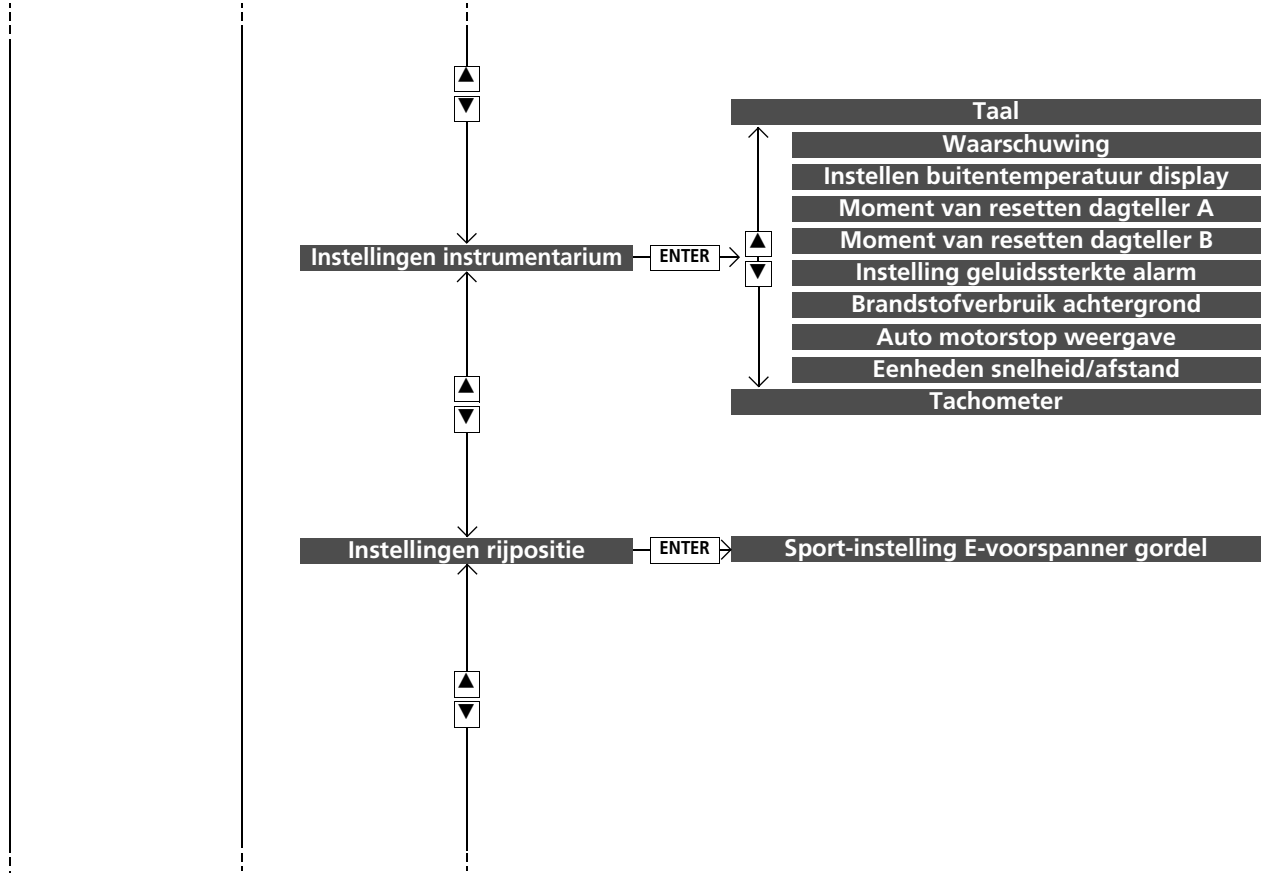 Taal
Waarschuwing
Instellen buitentemperatuur display
Moment van resetten dagteller A
Moment van resetten dagteller B
Instellingen instrumentarium
ENTER
Instelling geluidssterkte alarm
Brandstofverbruik achtergrond
Auto motorstop weergave
Eenheden snelheid/afstand
Tachometer
Instellingen rijpositie
ENTER
Sport-instelling E-voorspanner gordel